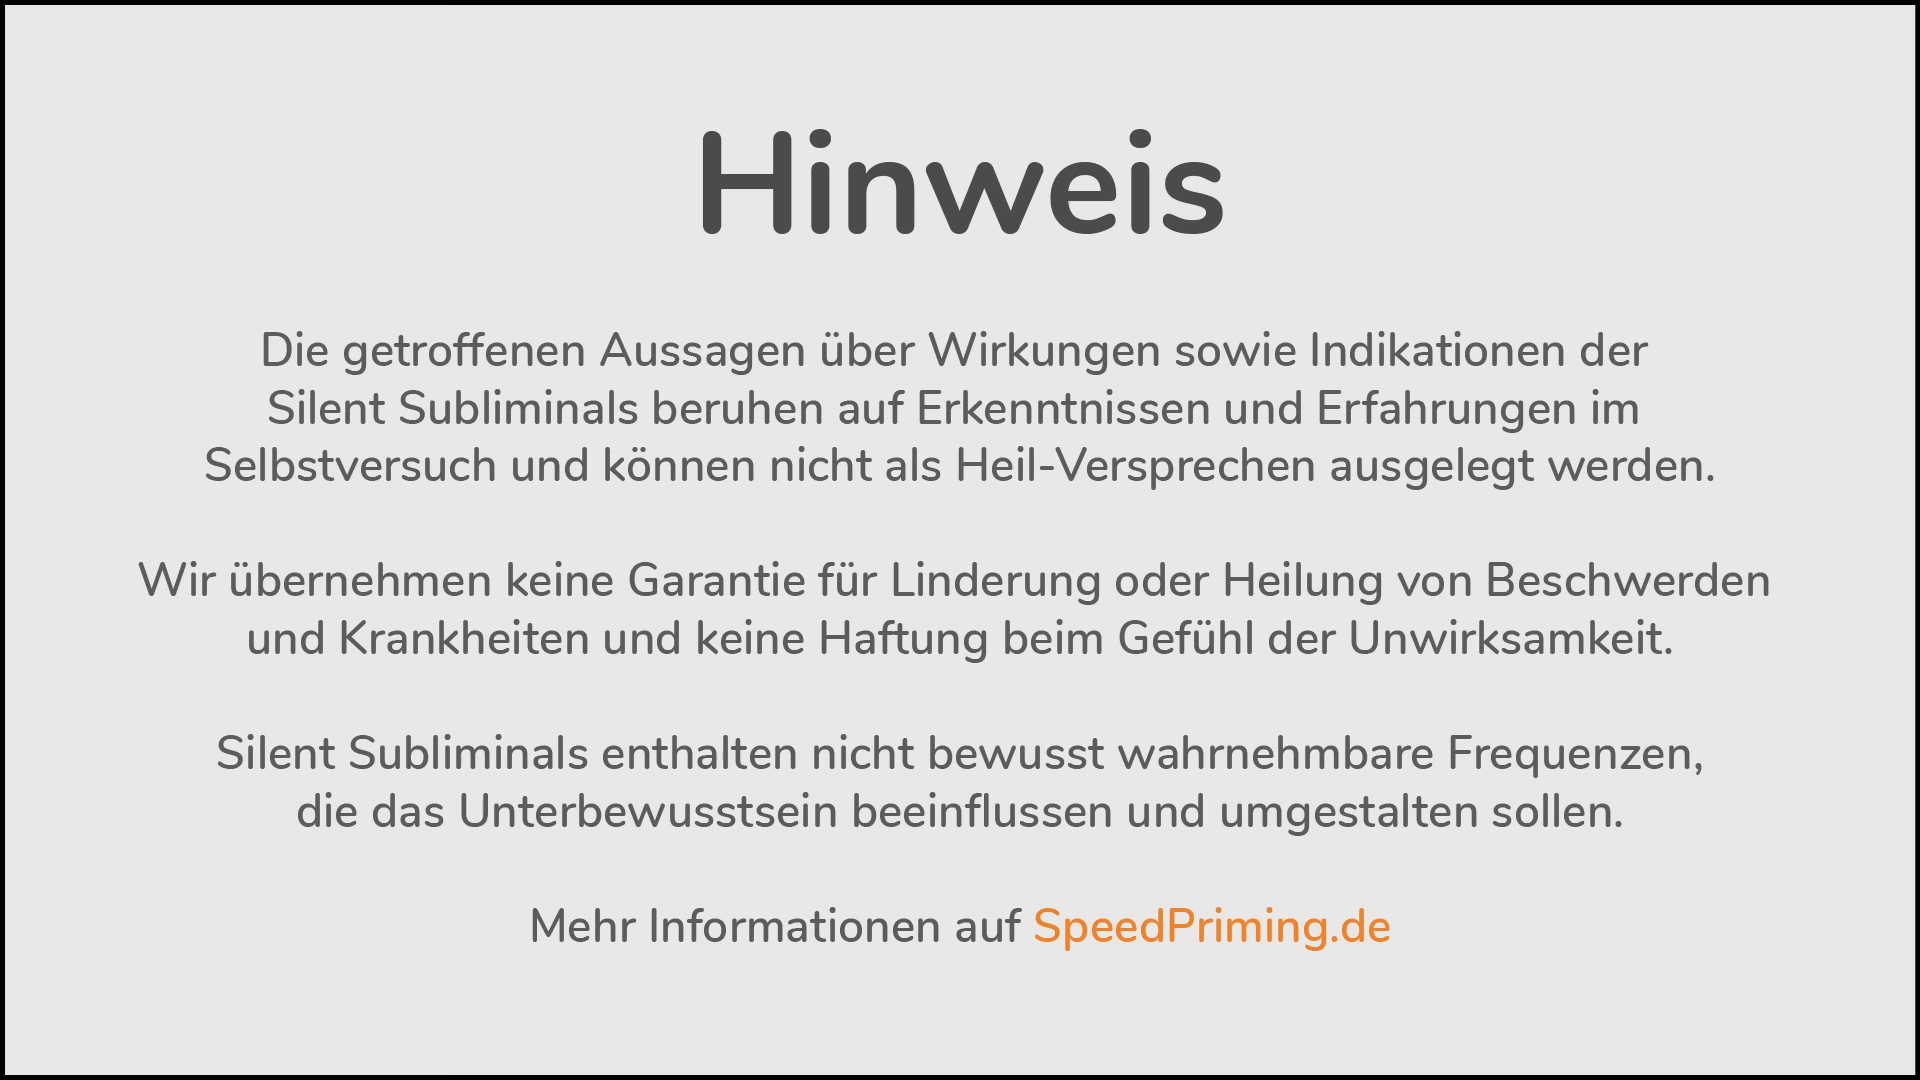 Hinweis
Die getroffenen Aussagen über Wirkungen sowie Indikationen der
Silent Subliminals beruhen auf Erkenntnissen und Erfahrungen im
Selbstversuch und können nicht als Heil-Versprechen ausgelegt werden.
Wir übernehmen keine Garantie für Linderung oder Heilung von Beschwerden
und Krankheiten und keine Haftung beim Gefühl der Unwirksamkeit.
Silent Subliminals enthalten nicht bewusst wahrnehmbare Frequenzen,
die das Unterbewusstsein beeinflussen und umgestalten sollen.
Mehr Informationen auf SpeedPriming.de